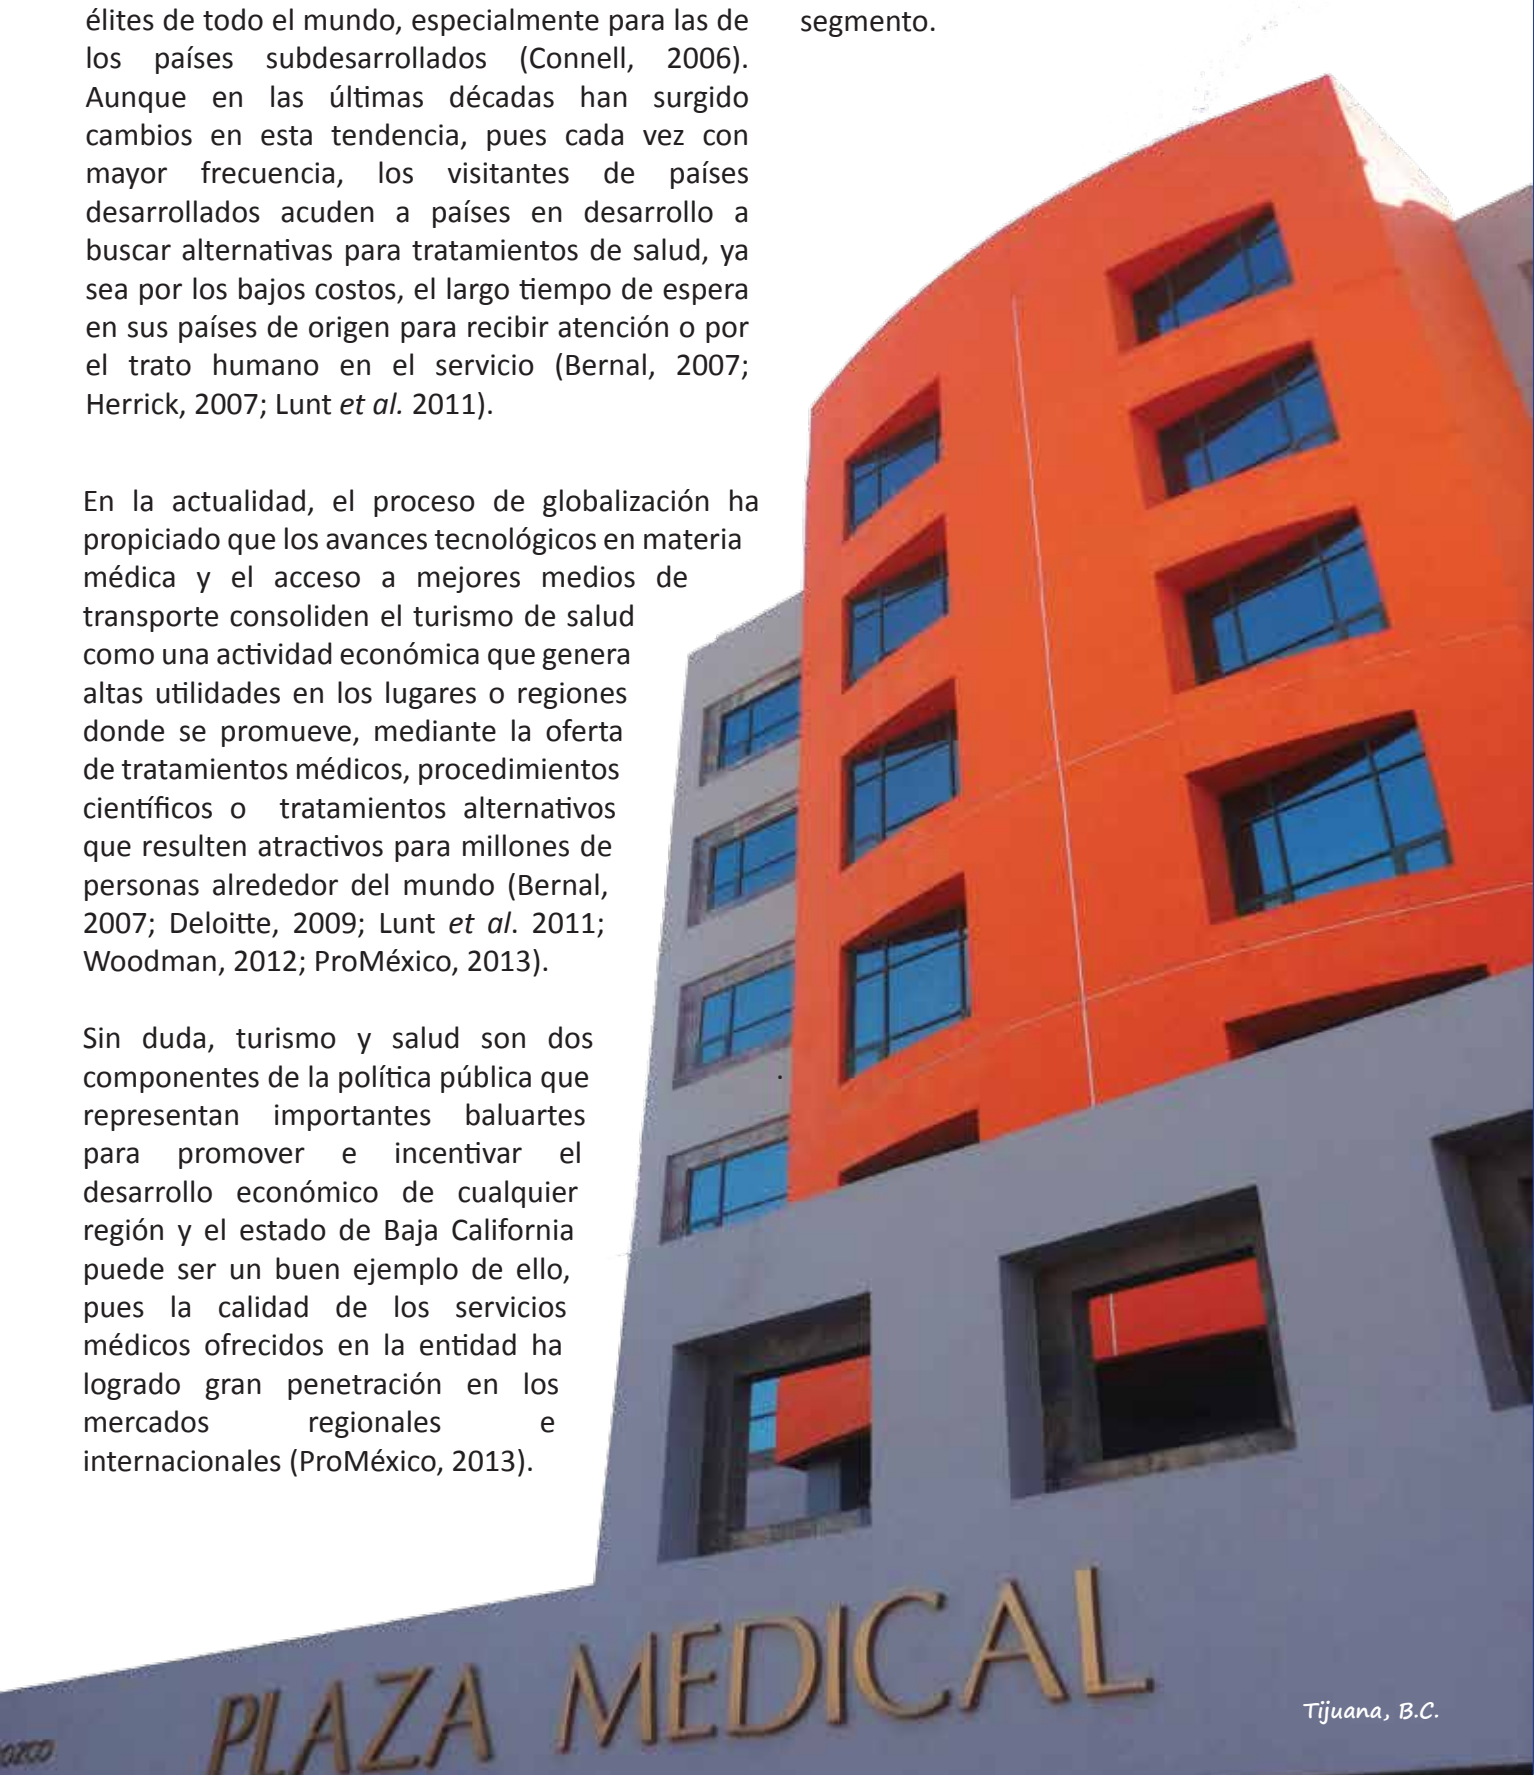 élites de todo el mundo, especialmente para las de
los países subdesarrollados (Connell, 2006).
Aunque en las últimas décadas han surgido
cambios en esta tendencia, pues cada vez con
mayor frecuencia, los visitantes de países
desarrollados acuden a países en desarrollo a
buscar alternativas para tratamientos de salud, ya
sea por los bajos costos, el largo tiempo de espera
en sus países de origen para recibir atención o por
el trato humano en el servicio (Bernal, 2007;
Herrick, 2007; Lunt et al. 2011).
En la actualidad, el proceso de globalización ha
propiciado que los avances tecnológicos en materia
médica y el acceso a mejores medios de
transporte consoliden el turismo de salud
como una actividad económica que genera
altas utilidades en los lugares o regiones
donde se promueve, mediante la oferta
de tratamientos médicos, procedimientos
científicos o tratamientos alternativos
que resulten atractivos para millones de
personas alrededor del mundo (Bernal,
2007; Deloitte, 2009; Lunt et al. 2011;
Woodman, 2012; ProMéxico, 2013).
Sin duda, turismo y salud son dos
componentes de la política pública que
representan importantes baluartes
para promover e incentivar el
desarrollo económico de cualquier
región y el estado de Baja California
puede ser un buen ejemplo de ello,
pues la calidad de los servicios
médicos ofrecidos en la entidad ha
logrado gran penetración en los
mercados regionales e
internacionales (ProMéxico, 2013).
segmento.
PLAZA MEDICAL
Tijuana, B.C.